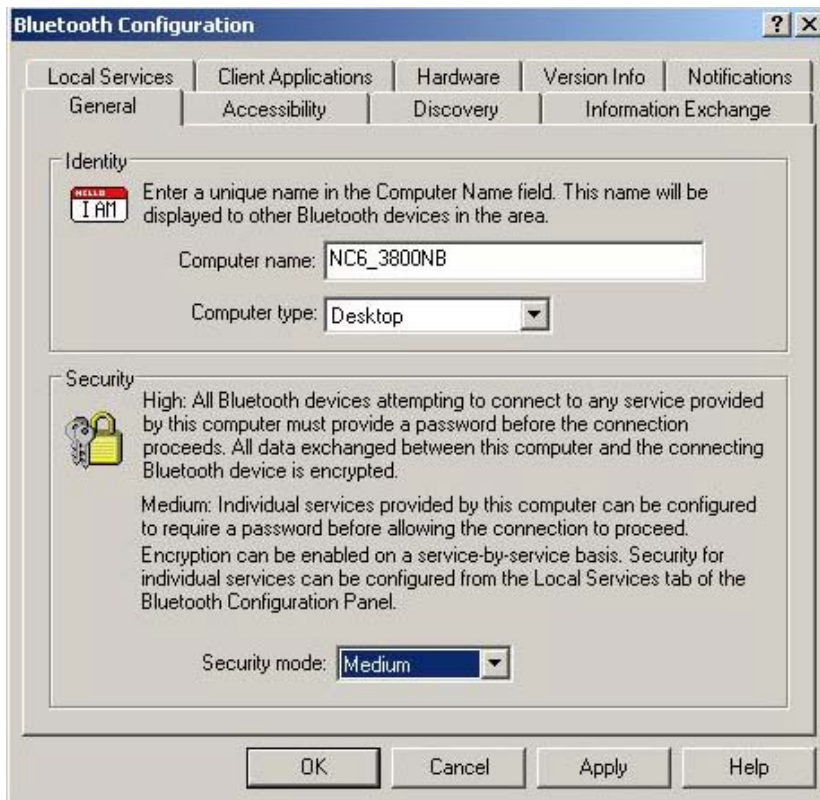 Bluetooth Configuration
Local Services Client Applications Hardware Version Info Notifications
General Accessibility Discovery Information Exchange
Identity
HELLO
I AM
Enter a unique name in the Computer Name field. This name will be
displayed to other Bluetooth devices in the area.
Computer name: NC6_3800NB
Computer type: Desktop
Security
High: All Bluetooth devices attempting to connect to any service provided
by this computer must provide a password before the connection
proceeds. All data exchanged between this computer and the connecting
Bluetooth device is encrypted.
Medium: Individual services provided by this computer can be configured
to require a password before allowing the connection to proceed.
Encryption can be enabled on a service-by-service basis. Security for
individual services can be configured from the Local Services tab of the
Bluetooth Configuration Panel.
Security mode: Medium
OK Cancel Apply Help